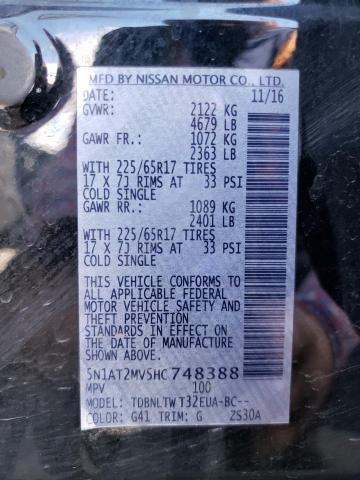 MFD BY NISSAN MOTOR CO., LTD.
DATE: 11/16
GVWR: 2122 KG
4679 LB
GAWR FR.: 1072 KG
2363 LB
WITH 225/65R17 TIRES
17 X 7J RIMS AT 33 PSI
COLD SINGLE
GAWR RR.: 1089 KG
2401 LB
WITH 225/65R17 TIRES
17 X 7J RIMS AT 33 PSI
COLD SINGLE
THIS VEHICLE CONFORMS TO
ALL APPLICABLE FEDERAL
MOTOR VEHICLE SAFETY AND
THEFT PREVENTION
STANDARDS IN EFFECT ON
THE DATE OF MANUFACTURE
SHOWN ABOVE.
5N1AT2MV5HC748388
MPV 100
MODEL: TDBNLTW T32EUA-BC--
COLOR: G41 TRIM: G ZS30A